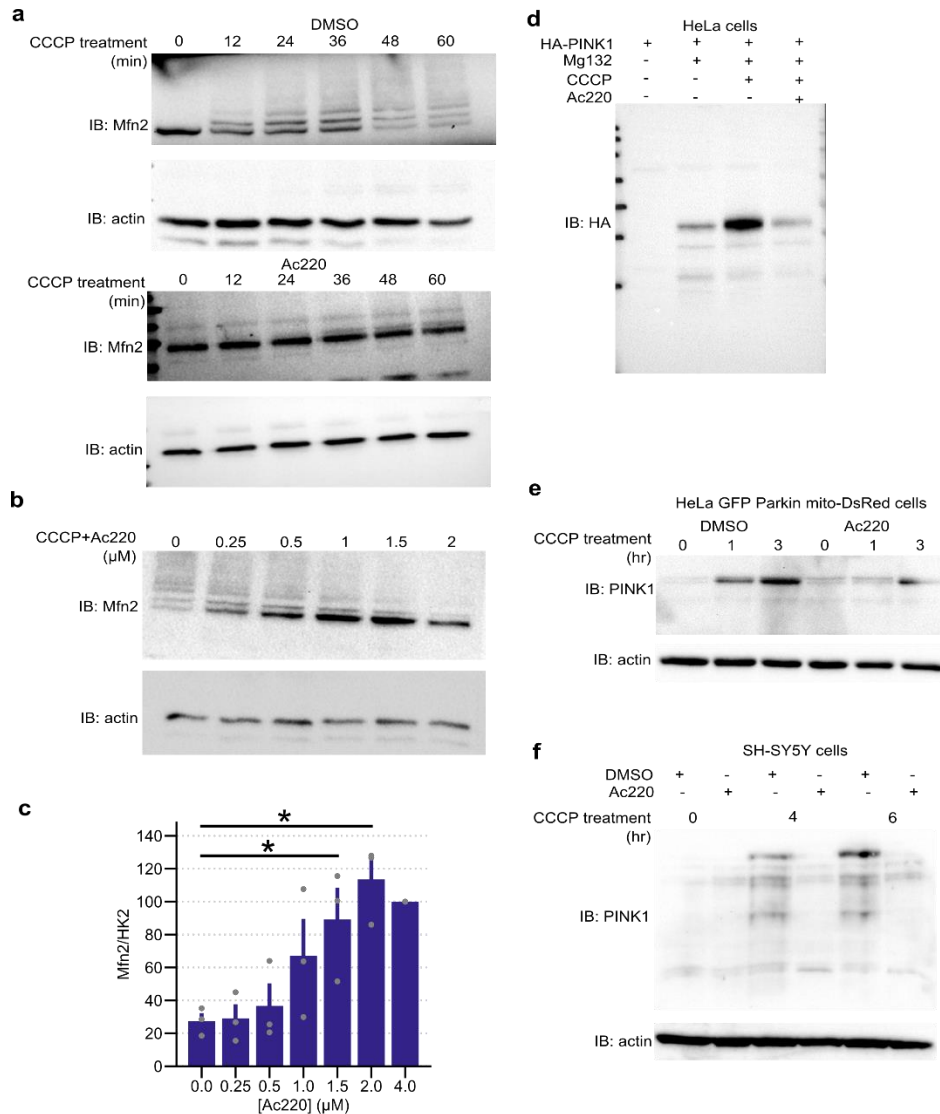 a
DMSO
CCCP treatment 0 12 24 36 48 60
(min)
IB: Mfn2
IB: actin
Ac220
CCCP treatment 0 12 24 36 48 60
(min)
IB: Mfn2
IB: actin
b
CCCP+Ac220 0 0.25 0.5 1 1.5 2
(µM)
IB: Mfn2
IB: actin
c
* 
*
Mfn2/HK2
140
120
100
80
60
40
20
0
0.0 0.25 0.5 1.0 1.5 2.0 4.0
[Ac220] (µM)
d
HeLa cells
HA-PINK1 + + + +
Mg132 - + + +
CCCP - - + +
Ac220 - - - +
IB: HA
e
HeLa GFP Parkin mito-DsRed cells
DMSO Ac220
CCCP treatment 0 1 3 0 1 3
(hr)
IB: PINK1
IB: actin
f
SH-SY5Y cells
DMSO + - + - + -
Ac220 - + - + - +
CCCP treatment 0 4 6
(hr)
IB: PINK1
IB: actin